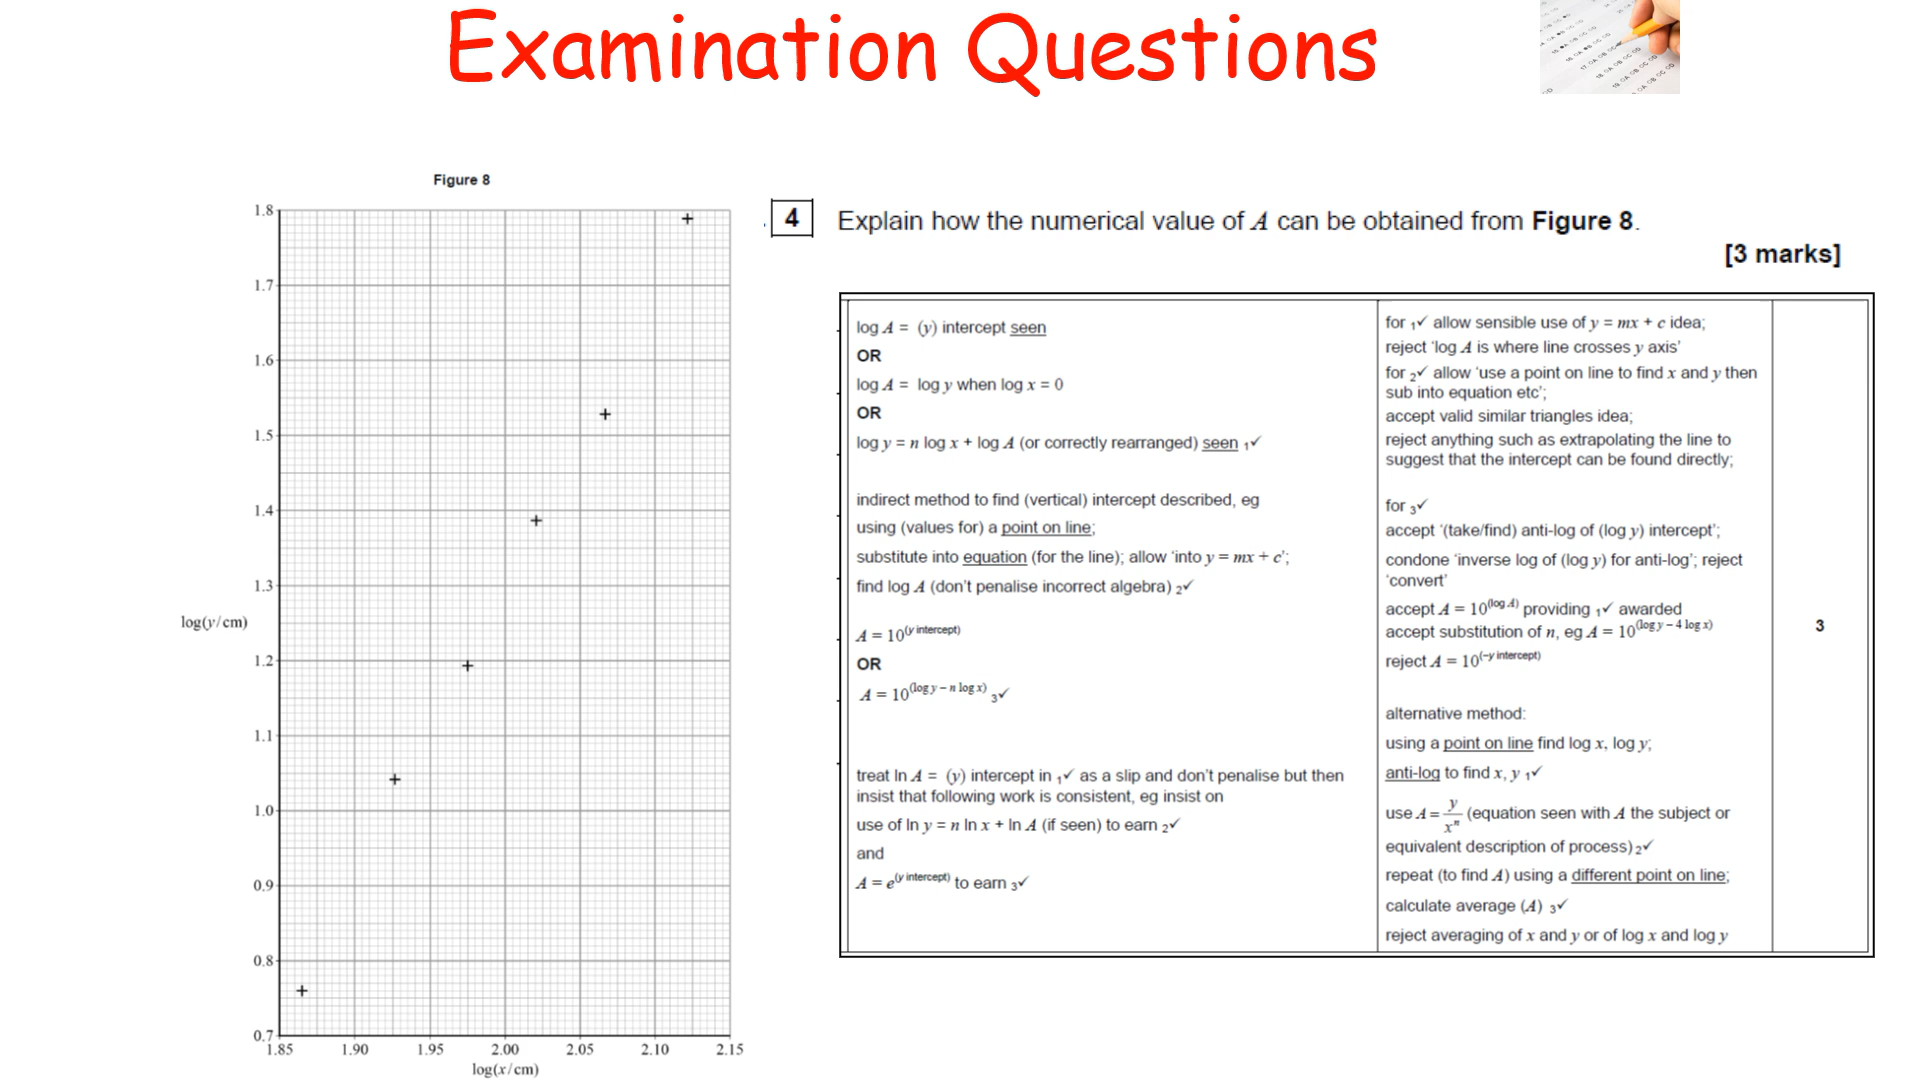 Examination Questions
Figure 8
1.8
1.7
1.6
1.5
1.4
1.3
log(y/cm)
1.2
1.1
1.0
0.9
0.8
0.7
1.85 1.90 1.95 2.00 2.05 2.10 2.15
log(x/cm)
4 Explain how the numerical value of A can be obtained from Figure 8.
[3 marks]
log A = (y) intercept seen
OR
log A = log y when log x = 0
OR
log y = n log x + log A (or correctly rearranged) seen ₁✓
indirect method to find (vertical) intercept described, eg
using (values for) a point on line;
substitute into equation (for the line); allow 'into y = mx + c';
find log A (don't penalise incorrect algebra) ₂✓
A = 10^(y intercept)
OR
A = 10^(log y – n log x) ₃✓
treat ln A = (y) intercept in ₁✓ as a slip and don't penalise but then
insist that following work is consistent, eg insist on
use of ln y = n ln x + ln A (if seen) to earn ₂✓
and
A = e^(y intercept) to earn ₃✓
for ₁✓ allow sensible use of y = mx + c idea;
reject 'log A is where line crosses y axis'
for ₂✓ allow 'use a point on line to find x and y then
sub into equation etc';
accept valid similar triangles idea;
reject anything such as extrapolating the line to
suggest that the intercept can be found directly;
for ₃✓
accept '(take/find) anti-log of (log y) intercept';
condone 'inverse log of (log y) for anti-log'; reject
'convert'
accept A = 10^(log A) providing ₁✓ awarded
accept substitution of n, eg A = 10^(log y – 4 log x)
reject A = 10^(–y intercept)
alternative method:
using a point on line find log x, log y;
anti-log to find x, y ₁✓
use A = y/x^n (equation seen with A the subject or
equivalent description of process) ₂✓
repeat (to find A) using a different point on line;
calculate average (A) ₃✓
reject averaging of x and y or of log x and log y
3